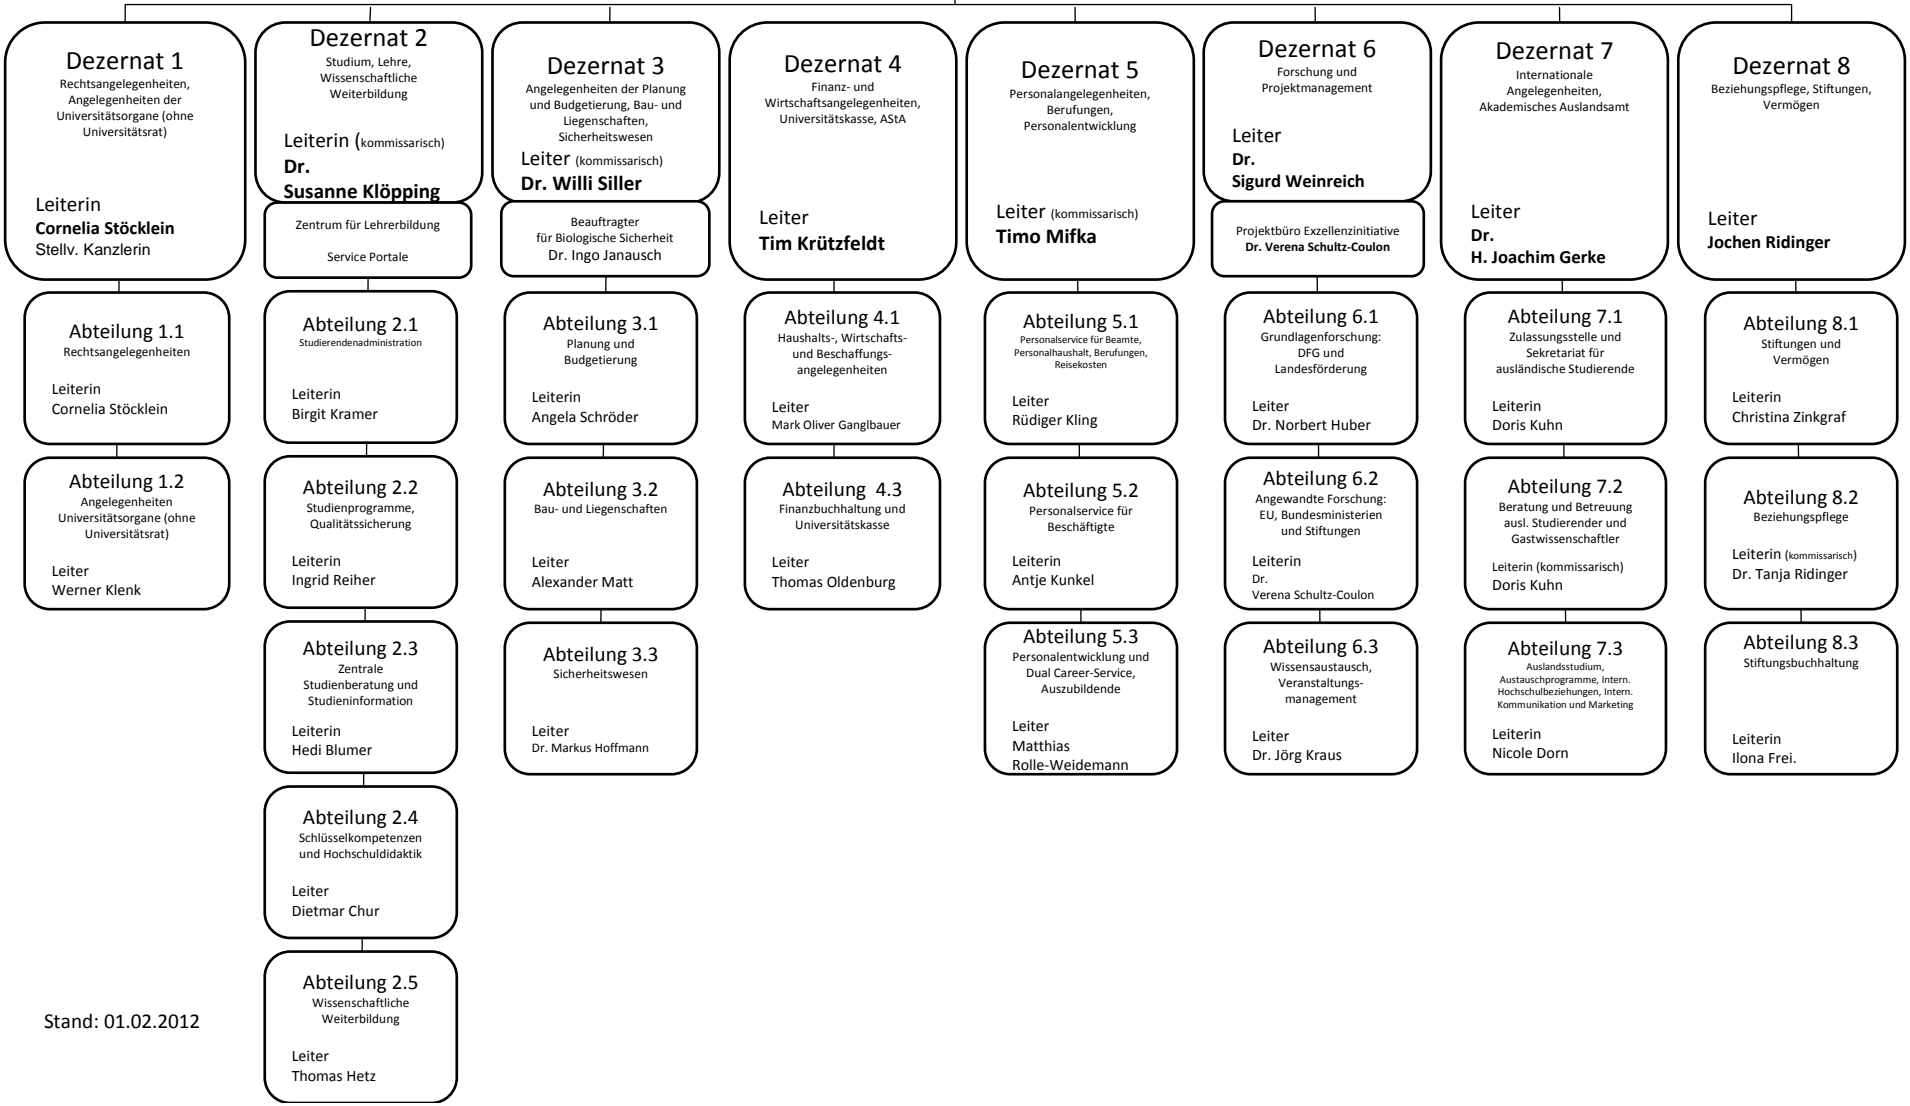 Dezernat 1
Rechtsangelegenheiten,
Angelegenheiten der
Universitätsorgane (ohne
Universitätsrat)
Leiterin
Cornelia Stöcklein
Stellv. Kanzlerin
Abteilung 1.1
Rechtsangelegenheiten
Leiterin
Cornelia Stöcklein
Abteilung 1.2
Angelegenheiten
Universitätsorgane (ohne
Universitätsrat)
Leiter
Werner Klenk
Dezernat 2
Studium, Lehre,
Wissenschaftliche
Weiterbildung
Leiterin (kommissarisch)
Dr.
Susanne Klöpping
Zentrum für Lehrerbildung
Service Portale
Abteilung 2.1
Studierendenadministration
Leiterin
Birgit Kramer
Abteilung 2.2
Studienprogramme,
Qualitätssicherung
Leiterin
Ingrid Reiher
Abteilung 2.3
Zentrale
Studienberatung und
Studieninformation
Leiterin
Hedi Blumer
Abteilung 2.4
Schlüsselkompetenzen
und Hochschuldidaktik
Leiter
Dietmar Chur
Abteilung 2.5
Wissenschaftliche
Weiterbildung
Leiter
Thomas Hetz
Dezernat 3
Angelegenheiten der Planung
und Budgetierung, Bau- und
Liegenschaften,
Sicherheitswesen
Leiter (kommissarisch)
Dr. Willi Siller
Beauftragter
für Biologische Sicherheit
Dr. Ingo Janausch
Abteilung 3.1
Planung und
Budgetierung
Leiterin
Angela Schröder
Abteilung 3.2
Bau- und Liegenschaften
Leiter
Alexander Matt
Abteilung 3.3
Sicherheitswesen
Leiter
Dr. Markus Hoffmann
Dezernat 4
Finanz- und
Wirtschaftsangelegenheiten,
Universitätskasse, AStA
Leiter
Tim Krützfeldt
Abteilung 4.1
Haushalts-, Wirtschafts-
und Beschaffungs-
angelegenheiten
Leiter
Mark Oliver Ganglbauer
Abteilung 4.3
Finanzbuchhaltung und
Universitätskasse
Leiter
Thomas Oldenburg
Dezernat 5
Personalangelegenheiten,
Berufungen,
Personalentwicklung
Leiter (kommissarisch)
Timo Mifka
Abteilung 5.1
Personalservice für Beamte,
Personalhaushalt, Berufungen,
Reisekosten
Leiter
Rüdiger Kling
Abteilung 5.2
Personalservice für
Beschäftigte
Leiterin
Antje Kunkel
Abteilung 5.3
Personalentwicklung und
Dual Career-Service,
Auszubildende
Leiter
Matthias
Rolle-Weidemann
Dezernat 6
Forschung und
Projektmanagement
Leiter
Dr.
Sigurd Weinreich
Projektbüro Exzellenzinitiative
Dr. Verena Schultz-Coulon
Abteilung 6.1
Grundlagenforschung:
DFG und
Landesförderung
Leiter
Dr. Norbert Huber
Abteilung 6.2
Angewandte Forschung:
EU, Bundesministerien
und Stiftungen
Leiterin
Dr.
Verena Schultz-Coulon
Abteilung 6.3
Wissensaustausch,
Veranstaltungs-
management
Leiter
Dr. Jörg Kraus
Dezernat 7
Internationale
Angelegenheiten,
Akademisches Auslandsamt
Leiter
Dr.
H. Joachim Gerke
Abteilung 7.1
Zulassungsstelle und
Sekretariat für
ausländische Studierende
Leiterin
Doris Kuhn
Abteilung 7.2
Beratung und Betreuung
ausl. Studierender und
Gastwissenschaftler
Leiterin (kommissarisch)
Doris Kuhn
Abteilung 7.3
Auslandsstudium,
Austauschprogramme, Intern.
Hochschulbeziehungen, Intern.
Kommunikation und Marketing
Leiterin
Nicole Dorn
Dezernat 8
Beziehungspflege, Stiftungen,
Vermögen
Leiter
Jochen Ridinger
Abteilung 8.1
Stiftungen und
Vermögen
Leiterin
Christina Zinkgraf
Abteilung 8.2
Beziehungspflege
Leiterin (kommissarisch)
Dr. Tanja Ridinger
Abteilung 8.3
Stiftungsbuchhaltung
Leiterin
Ilona Frei.
Stand: 01.02.2012